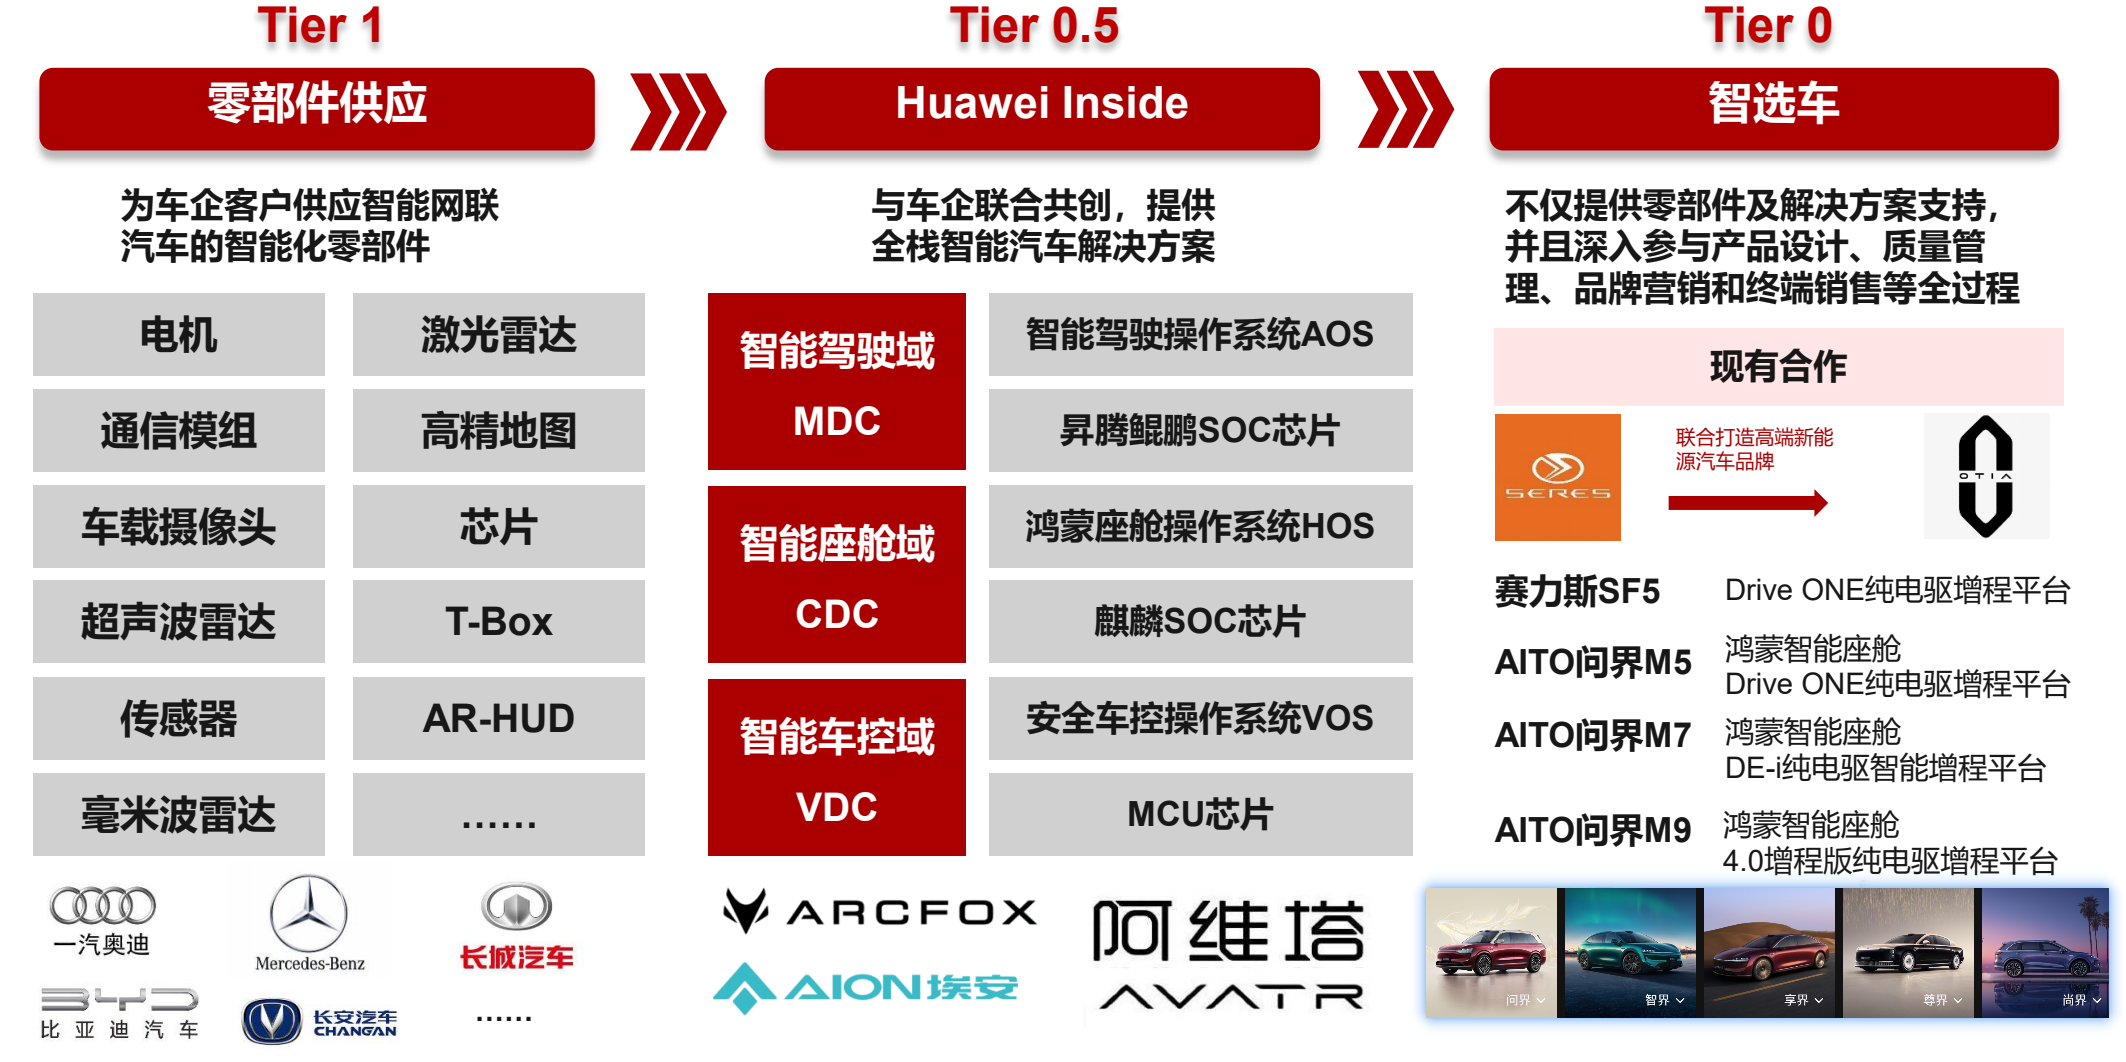 Tier 1
零部件供应
为车企客户供应智能网联
汽车的智能化零部件
电机
激光雷达
通信模组
高精地图
车载摄像头
芯片
超声波雷达
T-Box
传感器
AR-HUD
毫米波雷达
……
一汽奥迪
Mercedes-Benz
长城汽车
BYD
比亚迪汽车
长安汽车
CHANGAN
……
Tier 0.5
Huawei Inside
与车企联合共创，提供
全栈智能汽车解决方案
智能驾驶域
MDC
智能驾驶操作系统AOS
昇腾鲲鹏SOC芯片
智能座舱域
CDC
鸿蒙座舱操作系统HOS
麒麟SOC芯片
智能车控域
VDC
安全车控操作系统VOS
MCU芯片
ARCFOX
阿维塔
AION埃安
AVATR
Tier 0
智选车
不仅提供零部件及解决方案支持，
并且深入参与产品设计、质量管
理、品牌营销和终端销售等全过程
现有合作
SERES
联合打造高端新能
源汽车品牌
OTIA
赛力斯SF5
Drive ONE纯电驱增程平台
AITO问界M5
鸿蒙智能座舱
Drive ONE纯电驱增程平台
AITO问界M7
鸿蒙智能座舱
DE-i纯电驱智能增程平台
AITO问界M9
鸿蒙智能座舱
4.0增程版纯电驱增程平台
问界
智界
享界
尊界
尚界